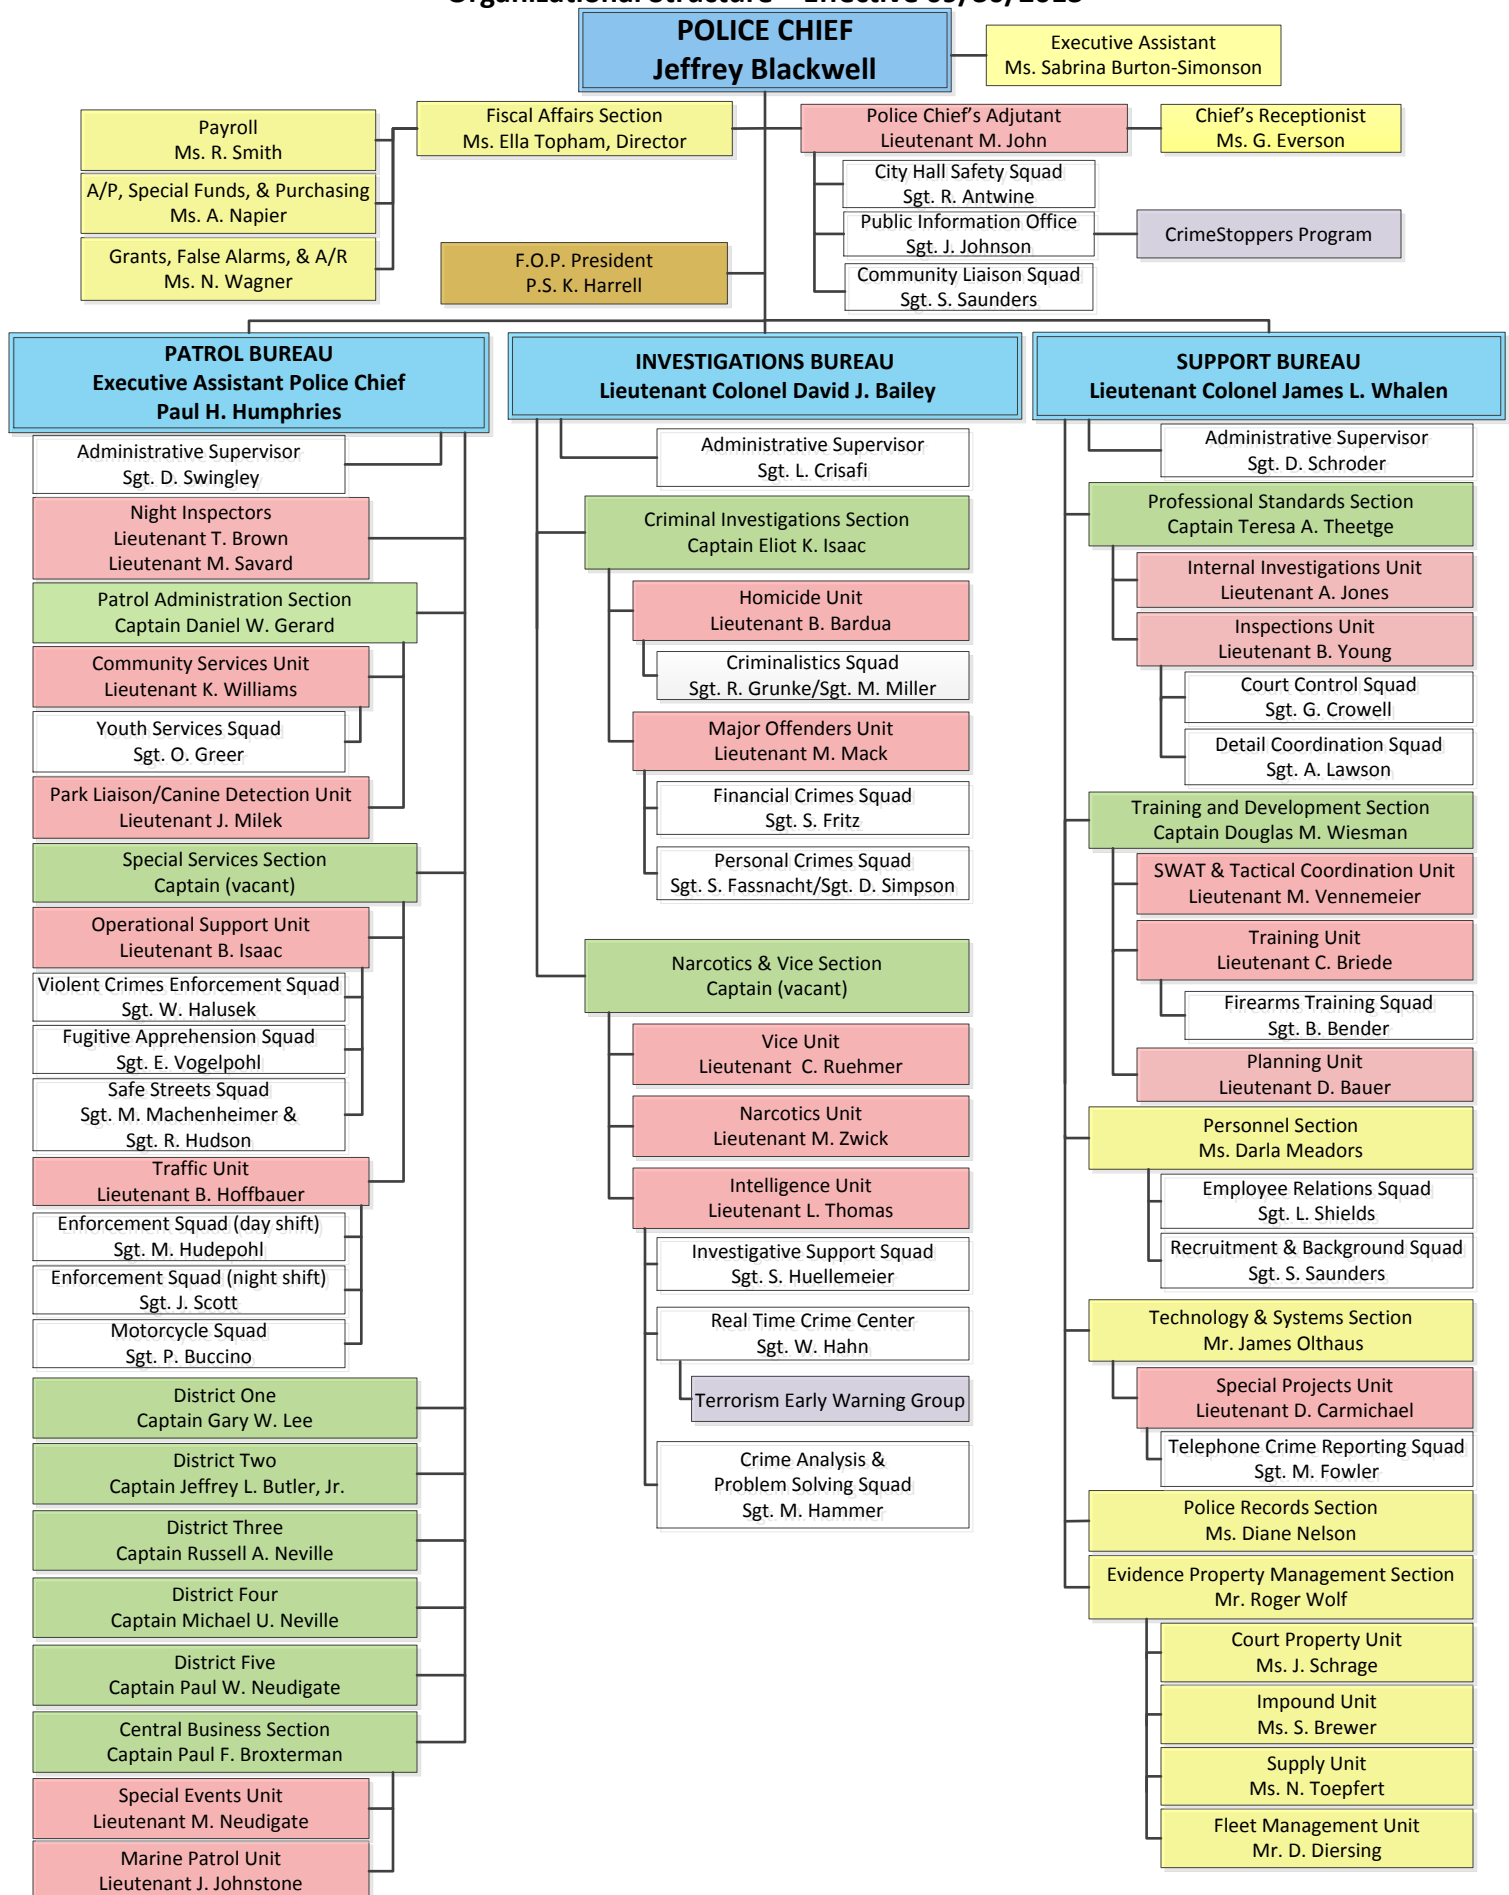 POLICE CHIEF
Jeffrey Blackwell
Executive Assistant
Ms. Sabrina Burton-Simonson
Payroll
Ms. R. Smith
Fiscal Affairs Section
Ms. Ella Topham, Director
Police Chief's Adjutant
Lieutenant M. John
Chief's Receptionist
Ms. G. Everson
A/P, Special Funds, & Purchasing
Ms. A. Napier
Grants, False Alarms, & A/R
Ms. N. Wagner
City Hall Safety Squad
Sgt. R. Antwine
Public Information Office
Sgt. J. Johnson
CrimeStoppers Program
Community Liaison Squad
Sgt. S. Saunders
F.O.P. President
P.S. K. Harrell
PATROL BUREAU
Executive Assistant Police Chief
Paul H. Humphries
Administrative Supervisor
Sgt. D. Swingley
Night Inspectors
Lieutenant T. Brown
Lieutenant M. Savard
Patrol Administration Section
Captain Daniel W. Gerard
Community Services Unit
Lieutenant K. Williams
Youth Services Squad
Sgt. O. Greer
Park Liaison/Canine Detection Unit
Lieutenant J. Milek
Special Services Section
Captain (vacant)
Operational Support Unit
Lieutenant B. Isaac
Violent Crimes Enforcement Squad
Sgt. W. Halusek
Fugitive Apprehension Squad
Sgt. E. Vogelpohl
Safe Streets Squad
Sgt. M. Machenheimer &
Sgt. R. Hudson
Traffic Unit
Lieutenant B. Hoffbauer
Enforcement Squad (day shift)
Sgt. M. Hudepohl
Enforcement Squad (night shift)
Sgt. J. Scott
Motorcycle Squad
Sgt. P. Buccino
District One
Captain Gary W. Lee
District Two
Captain Jeffrey L. Butler, Jr.
District Three
Captain Russell A. Neville
District Four
Captain Michael U. Neville
District Five
Captain Paul W. Neudigate
Central Business Section
Captain Paul F. Broxterman
Special Events Unit
Lieutenant M. Neudigate
Marine Patrol Unit
Lieutenant J. Johnstone
INVESTIGATIONS BUREAU
Lieutenant Colonel David J. Bailey
Administrative Supervisor
Sgt. L. Crisafi
Criminal Investigations Section
Captain Eliot K. Isaac
Homicide Unit
Lieutenant B. Bardua
Criminalistics Squad
Sgt. R. Grunke/Sgt. M. Miller
Major Offenders Unit
Lieutenant M. Mack
Financial Crimes Squad
Sgt. S. Fritz
Personal Crimes Squad
Sgt. S. Fassnacht/Sgt. D. Simpson
Narcotics & Vice Section
Captain (vacant)
Vice Unit
Lieutenant C. Ruehmer
Narcotics Unit
Lieutenant M. Zwick
Intelligence Unit
Lieutenant L. Thomas
Investigative Support Squad
Sgt. S. Huellemeier
Real Time Crime Center
Sgt. W. Hahn
Terrorism Early Warning Group
Crime Analysis &
Problem Solving Squad
Sgt. M. Hammer
SUPPORT BUREAU
Lieutenant Colonel James L. Whalen
Administrative Supervisor
Sgt. D. Schroder
Professional Standards Section
Captain Teresa A. Theetge
Internal Investigations Unit
Lieutenant A. Jones
Inspections Unit
Lieutenant B. Young
Court Control Squad
Sgt. G. Crowell
Detail Coordination Squad
Sgt. A. Lawson
Training and Development Section
Captain Douglas M. Wiesman
SWAT & Tactical Coordination Unit
Lieutenant M. Vennemeier
Training Unit
Lieutenant C. Briede
Firearms Training Squad
Sgt. B. Bender
Planning Unit
Lieutenant D. Bauer
Personnel Section
Ms. Darla Meadors
Employee Relations Squad
Sgt. L. Shields
Recruitment & Background Squad
Sgt. S. Saunders
Technology & Systems Section
Mr. James Olthaus
Special Projects Unit
Lieutenant D. Carmichael
Telephone Crime Reporting Squad
Sgt. M. Fowler
Police Records Section
Ms. Diane Nelson
Evidence Property Management Section
Mr. Roger Wolf
Court Property Unit
Ms. J. Schrage
Impound Unit
Ms. S. Brewer
Supply Unit
Ms. N. Toepfert
Fleet Management Unit
Mr. D. Diersing